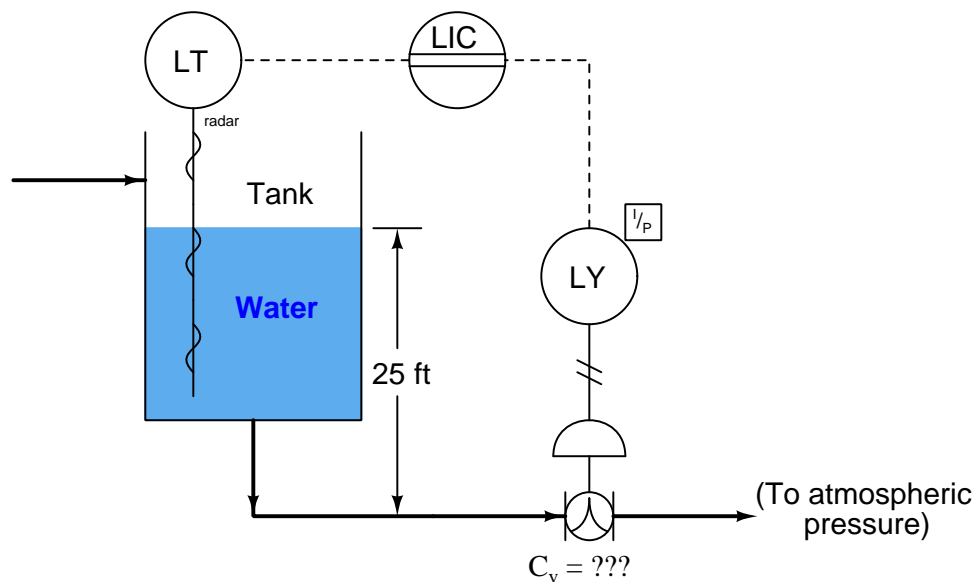 LT
LIC
radar
Tank
I/P
Water
LY
25 ft
(To atmospheric
pressure)
Cv = ???